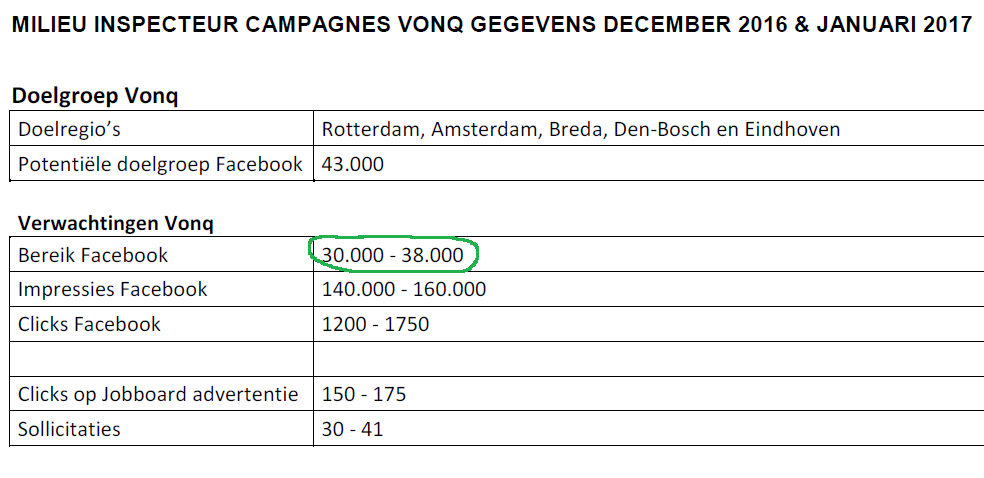 MILIEU INSPECTEUR CAMPAGNES VONQ GEGEVENS DECEMBER 2016 & JANUARI 2017
Doelgroep Vonq
Doelregio's Rotterdam, Amsterdam, Breda, Den-Bosch en Eindhoven
Potentiële doelgroep Facebook 43.000
Verwachtingen Vonq
Bereik Facebook 30.000 - 38.000
Impressies Facebook 140.000 - 160.000
Clicks Facebook 1200 - 1750
Clicks op Jobboard advertentie 150 - 175
Sollicitaties 30 - 41